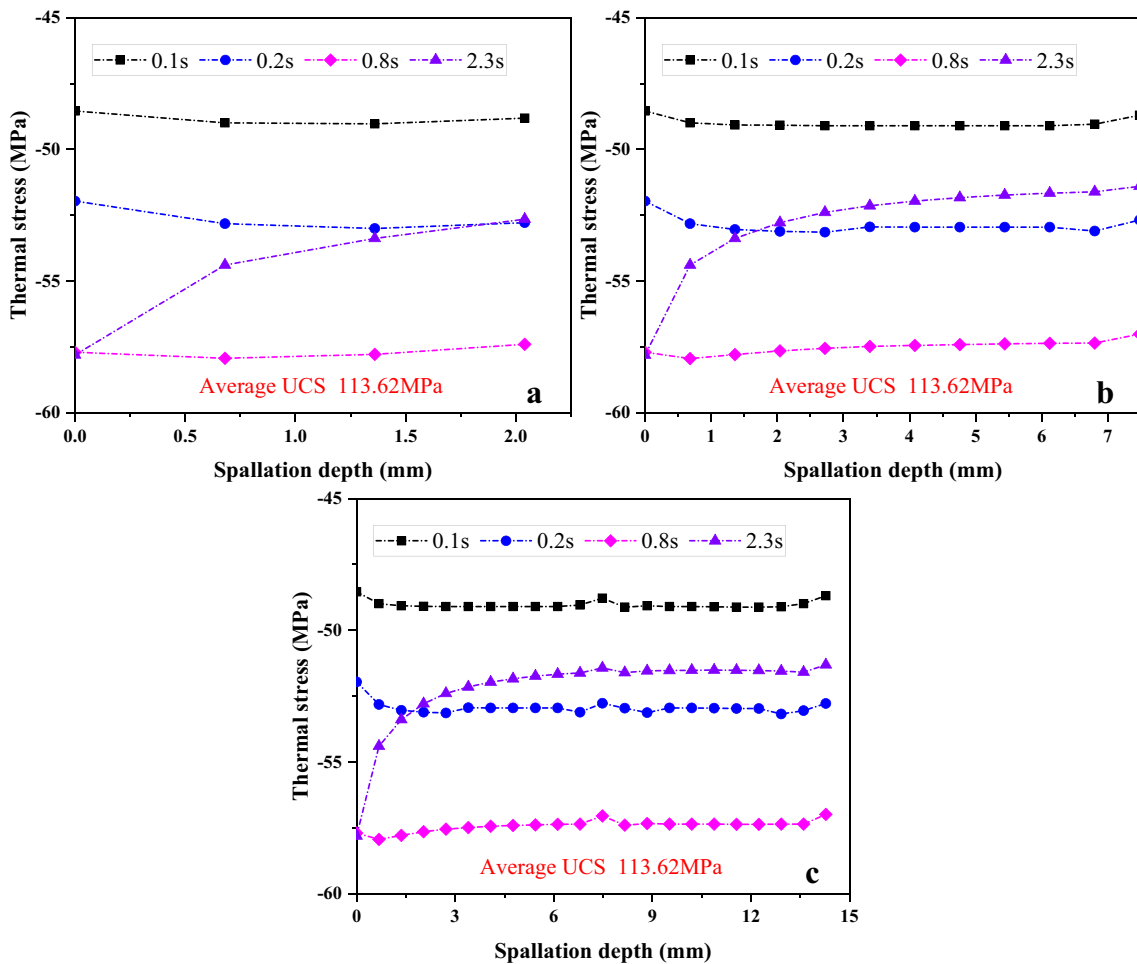 -45
-50
-55
-60
Thermal stress (MPa)
0.1s 0.2s 0.8s 2.3s
Average UCS 113.62MPa
a
0.0 0.5 1.0 1.5 2.0
Spallation depth (mm)
-45
-50
-55
-60
Thermal stress (MPa)
0.1s 0.2s 0.8s 2.3s
Average UCS 113.62MPa
b
0 1 2 3 4 5 6 7
Spallation depth (mm)
-45
-50
-55
-60
Thermal stress (MPa)
0.1s 0.2s 0.8s 2.3s
Average UCS 113.62MPa
c
0 3 6 9 12 15
Spallation depth (mm)